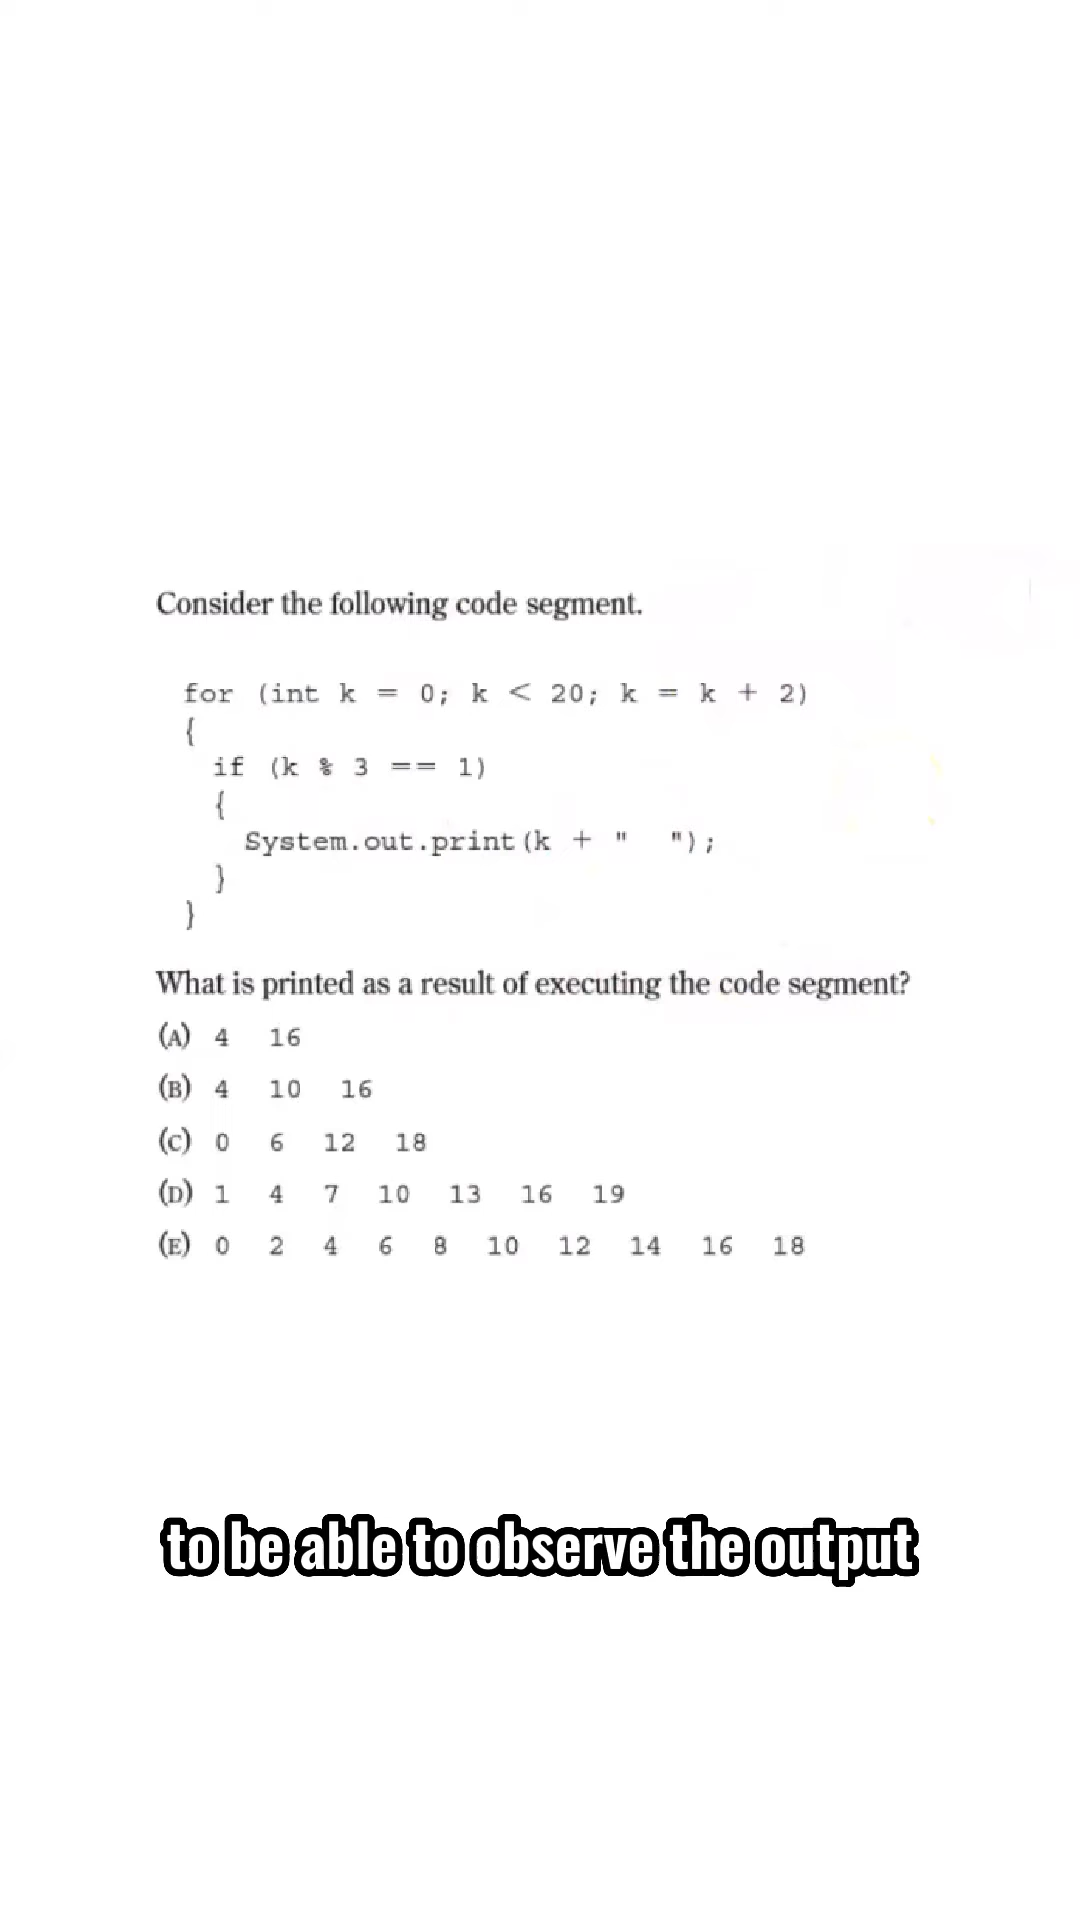 Consider the following code segment.
for (int k = 0; k < 20; k = k + 2)
{
if (k % 3 == 1)
{
System.out.print(k + "  ");
}
}
What is printed as a result of executing the code segment?
(A) 4 16
(B) 4 10 16
(C) 0 6 12 18
(D) 1 4 7 10 13 16 19
(E) 0 2 4 6 8 10 12 14 16 18
to be able to observe the output